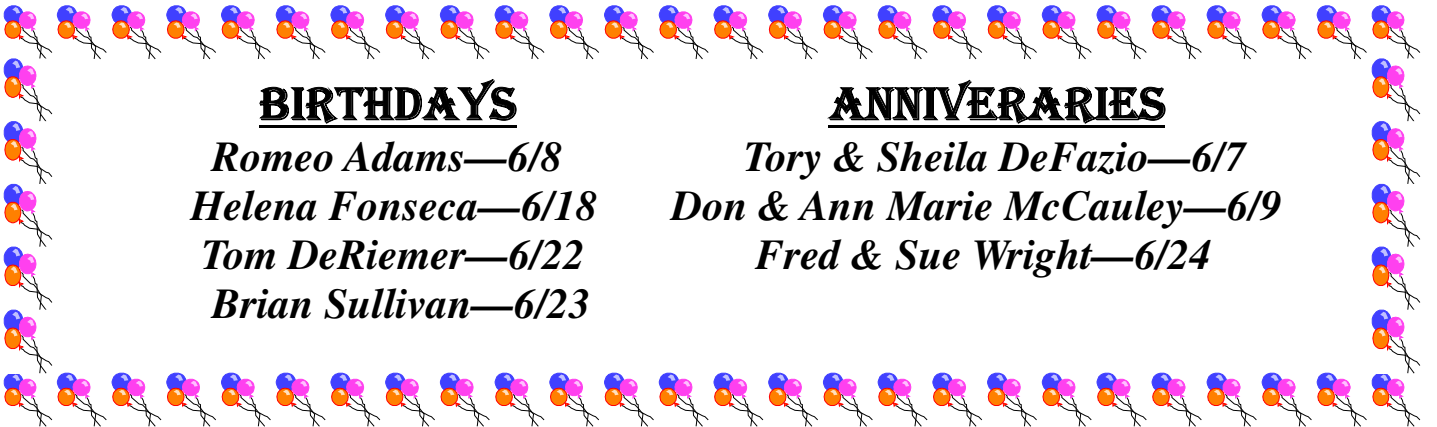 BIRTHDAYS
Romeo Adams—6/8
Helena Fonseca—6/18
Tom DeRiemer—6/22
Brian Sullivan—6/23
ANNIVERARIES
Tory & Sheila DeFazio—6/7
Don & Ann Marie McCauley—6/9
Fred & Sue Wright—6/24